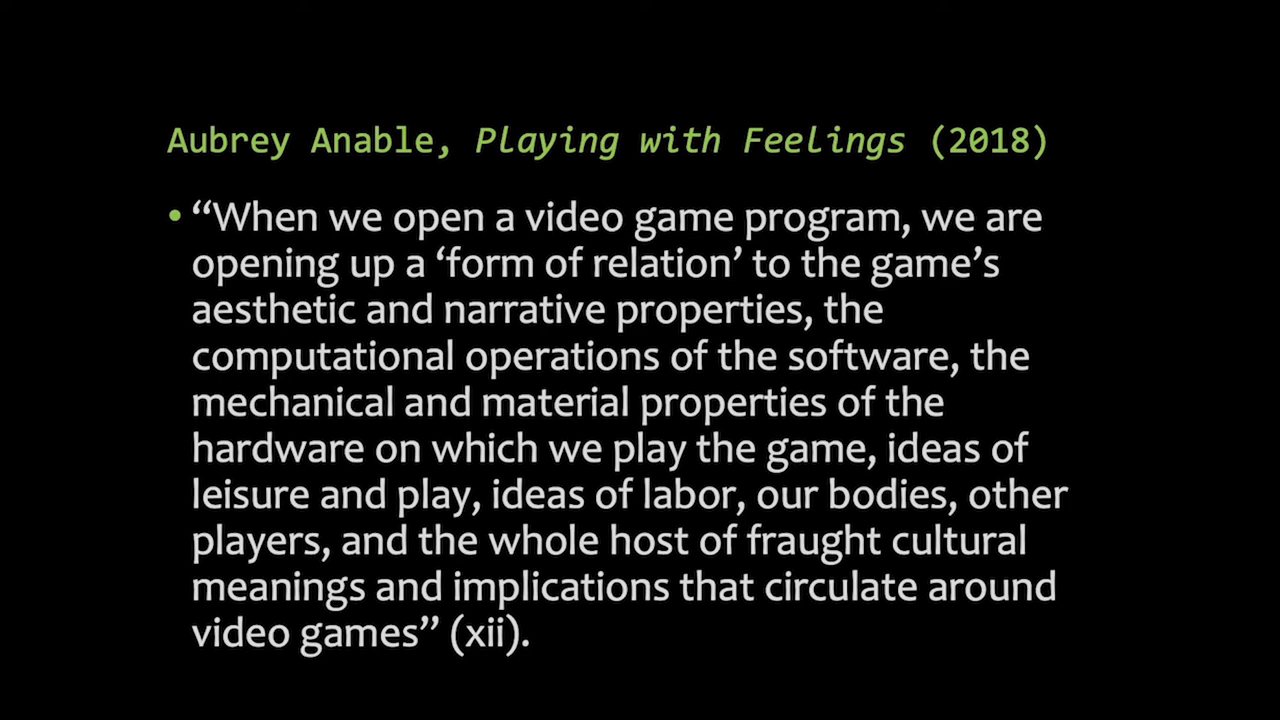 Aubrey Anable, Playing with Feelings (2018)
• “When we open a video game program, we are
opening up a ‘form of relation’ to the game’s
aesthetic and narrative properties, the
computational operations of the software, the
mechanical and material properties of the
hardware on which we play the game, ideas of
leisure and play, ideas of labor, our bodies, other
players, and the whole host of fraught cultural
meanings and implications that circulate around
video games” (xii).